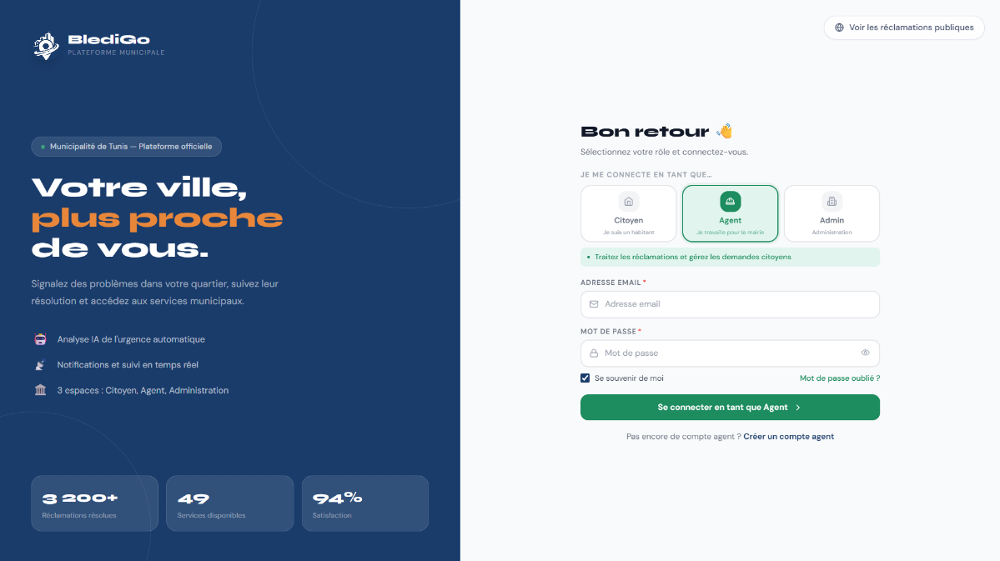 BlediGo
PLATEFORME MUNICIPALE
Municipalité de Tunis — Plateforme officielle
Votre ville,
plus proche
de vous.
Signalez des problèmes dans votre quartier, suivez leur
résolution et accédez aux services municipaux.
Analyse IA de l'urgence automatique
Notifications et suivi en temps réel
3 espaces : Citoyen, Agent, Administration
3 200+
Réclamations résolues
49
Services disponibles
94%
Satisfaction
Voir les réclamations publiques
Bon retour 👋
Sélectionnez votre rôle et connectez-vous.
JE ME CONNECTE EN TANT QUE...
Citoyen
Je suis un habitant
Agent
Je travaille pour la mairie
Admin
Administration
• Traitez les réclamations et gérez les demandes citoyens
ADRESSE EMAIL *
Adresse email
MOT DE PASSE *
Mot de passe
Se souvenir de moi
Mot de passe oublié ?
Se connecter en tant que Agent
Pas encore de compte agent ? Créer un compte agent